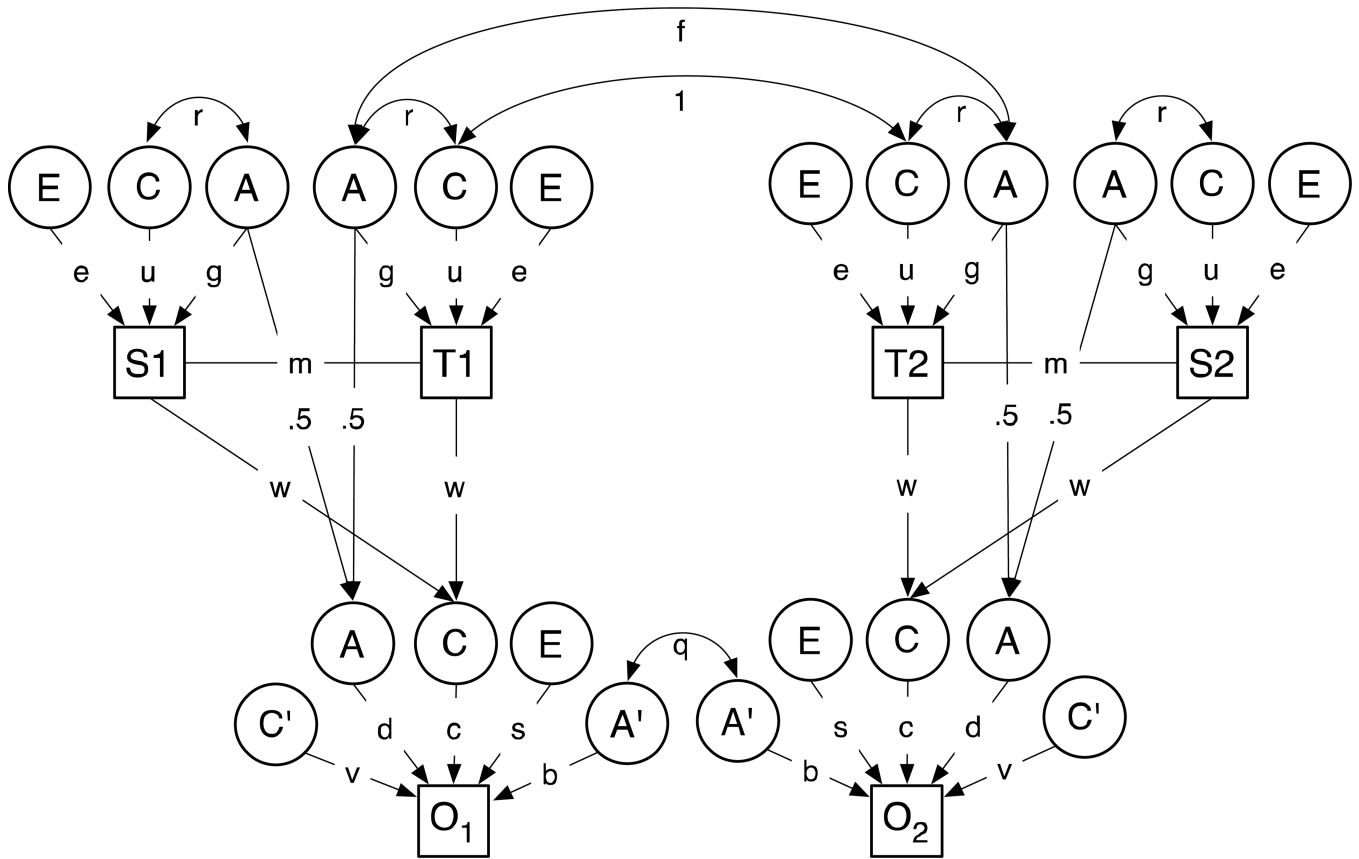 f
1
r r r r
E C A A C E E C A A C E
e u g g u e e u g g u e
S1 m T1 T2 m S2
.5 .5 .5 .5
w w w w
A C E E C A
q
C' A' A' C'
d c s s c d
v b b v
O1 O2